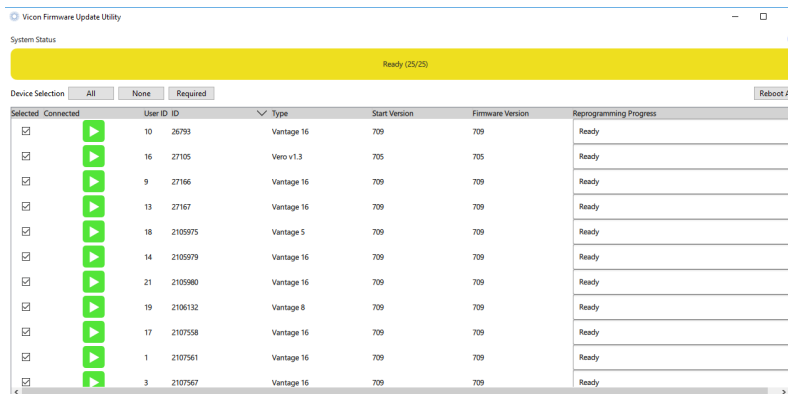 Vicon Firmware Update Utility
System Status
Ready (25/25)
Device Selection All None Required Reboot A
Selected Connected User ID ID Type Start Version Firmware Version Reprogramming Progress
10 26793 Vantage 16 709 709 Ready
16 27105 Vero v1.3 705 705 Ready
9 27166 Vantage 16 709 709 Ready
13 27167 Vantage 16 709 709 Ready
18 2105975 Vantage 5 709 709 Ready
14 2105979 Vantage 16 709 709 Ready
21 2105980 Vantage 16 709 709 Ready
19 2106132 Vantage 8 709 709 Ready
17 2107558 Vantage 16 709 709 Ready
1 2107561 Vantage 16 709 709 Ready
3 2107567 Vantage 16 709 709 Ready